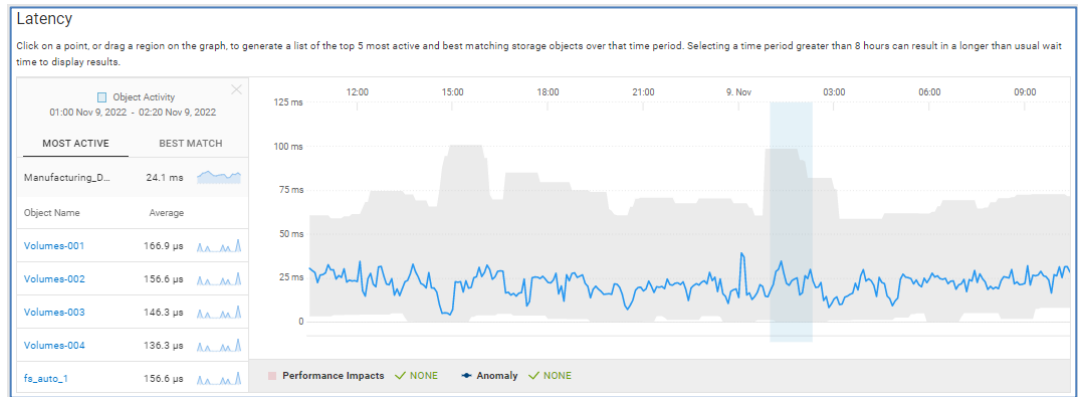 Latency
Click on a point, or drag a region on the graph, to generate a list of the top 5 most active and best matching storage objects over that time period. Selecting a time period greater than 8 hours can result in a longer than usual wait
time to display results.
Object Activity
01:00 Nov 9, 2022 - 02:20 Nov 9, 2022
MOST ACTIVE BEST MATCH
Manufacturing_D... 24.1 ms
Object Name Average
Volumes-001 166.9 µs
Volumes-002 156.6 µs
Volumes-003 146.3 µs
Volumes-004 136.3 µs
fs_auto_1 156.6 µs
12:00 15:00 18:00 21:00 9. Nov 03:00 06:00 09:00
125 ms
100 ms
75 ms
50 ms
25 ms
0
Performance Impacts NONE Anomaly NONE